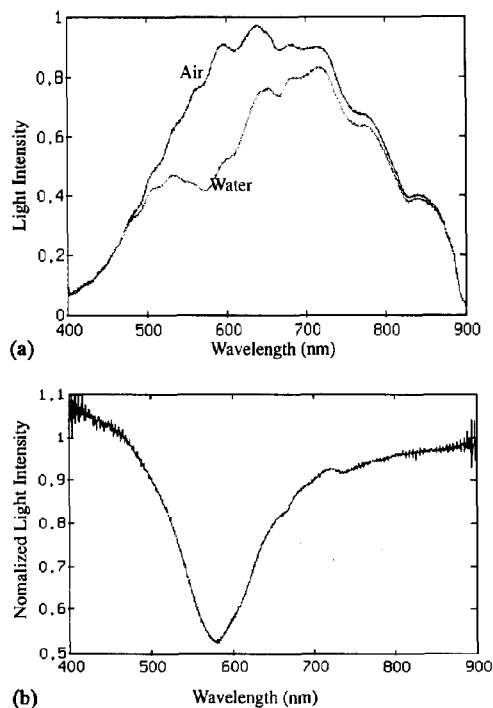 1
0.8
0.6
0.4
0.2
0
Light Intensity
Air
Water
400 500 600 700 800 900
Wavelength (nm)
(a)
1.1
1
0.9
0.8
0.7
0.6
0.5
Nomalized Light Intensity
400 500 600 700 800 900
Wavelength (nm)
(b)